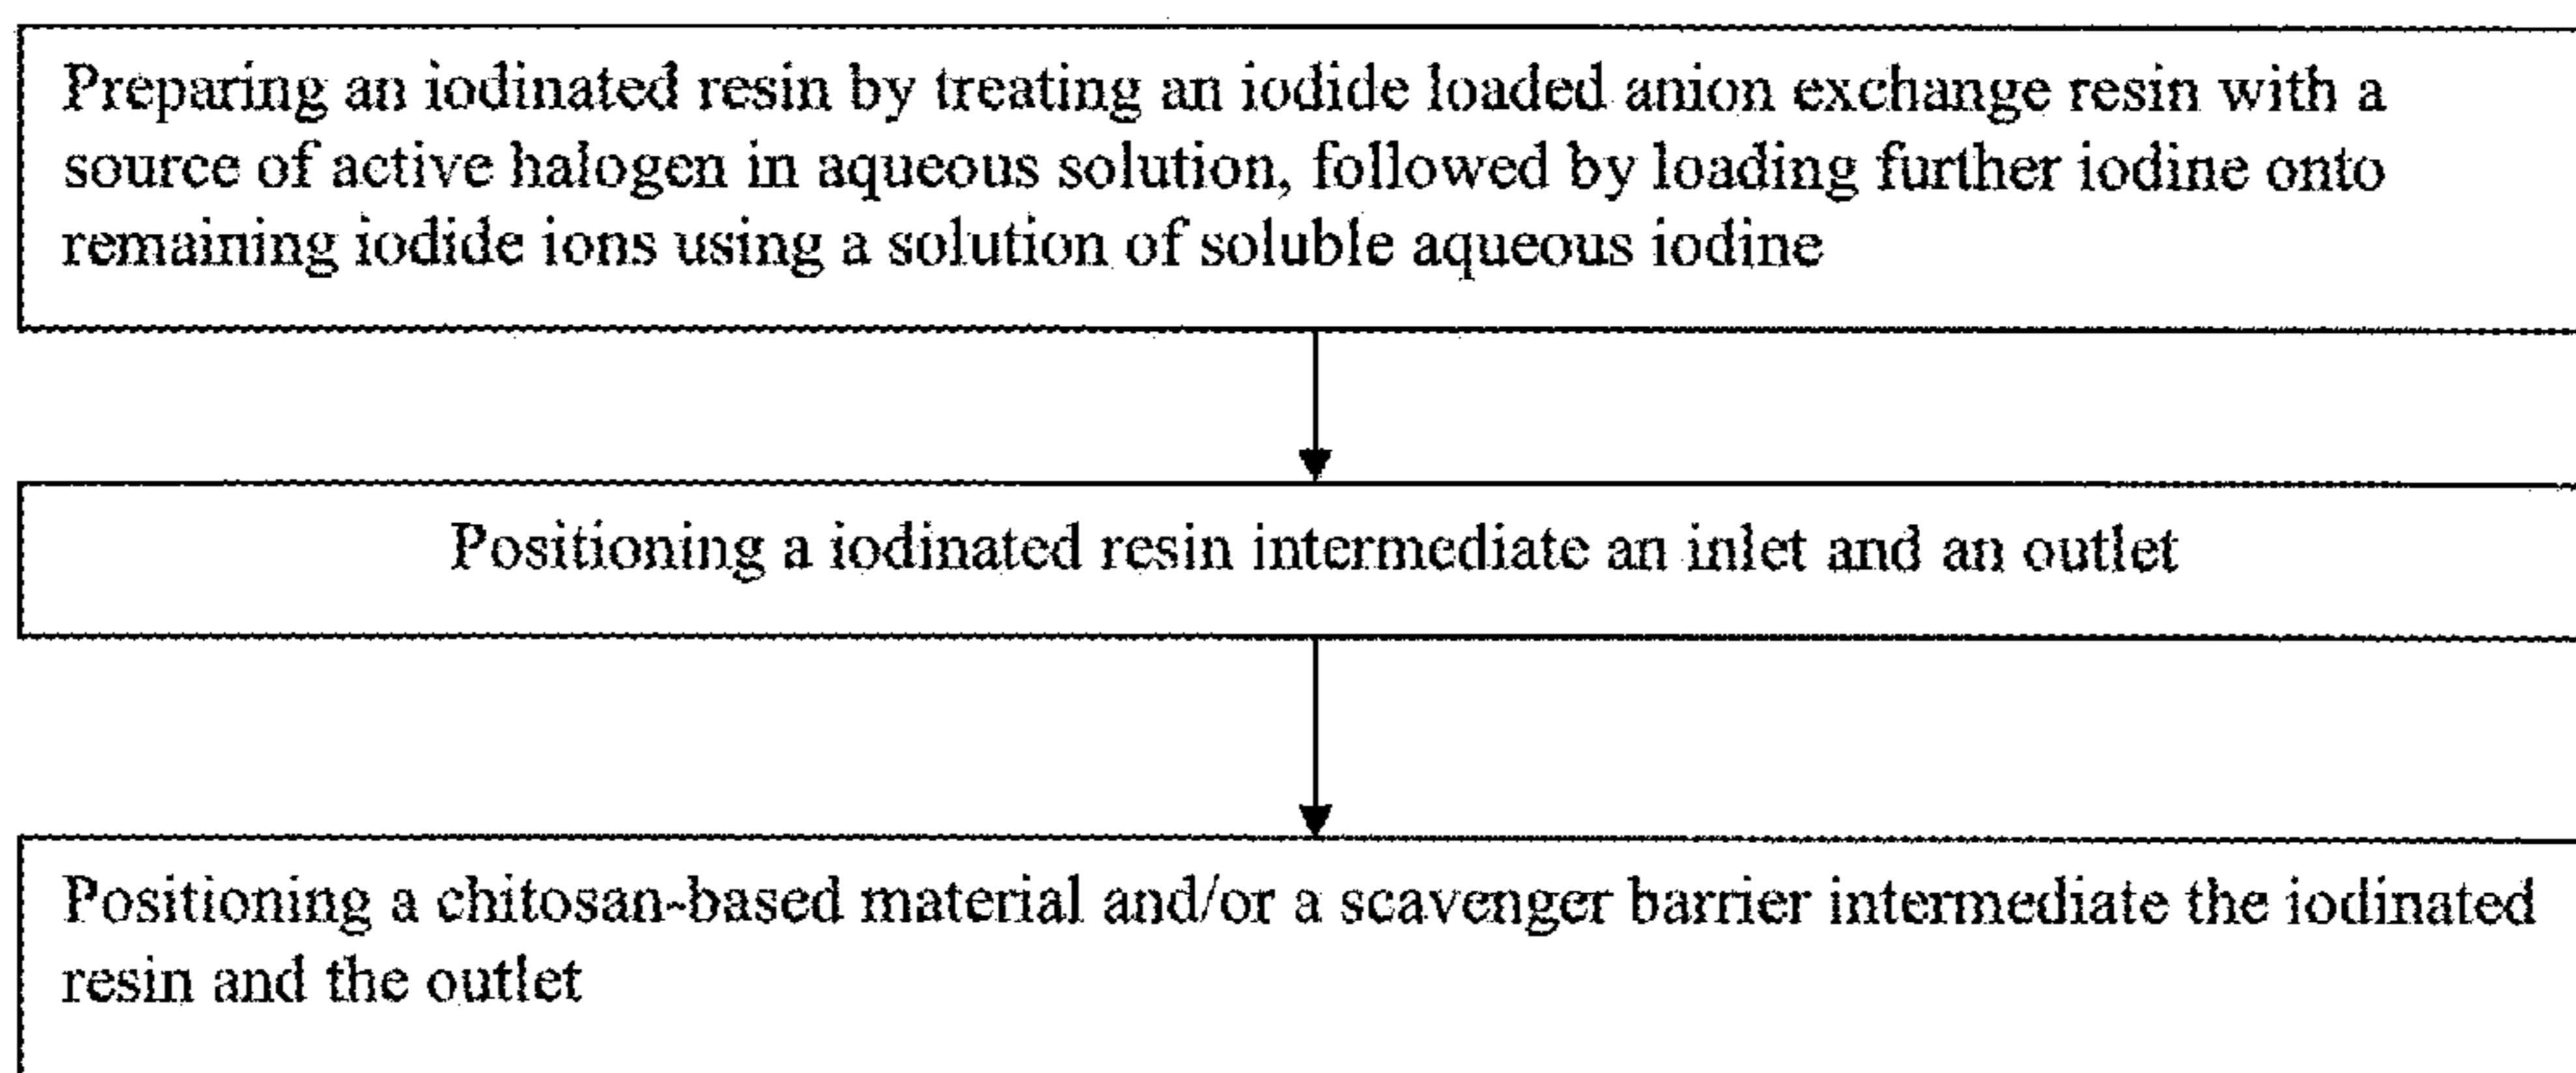 Preparing an iodinated resin by treating an iodide loaded anion exchange resin with a
source of active halogen in aqueous solution, followed by loading further iodine onto
remaining iodide ions using a solution of soluble aqueous iodine
Positioning a iodinated resin intermediate an inlet and an outlet
Positioning a chitosan-based material and/or a scavenger barrier intermediate the iodinated
resin and the outlet